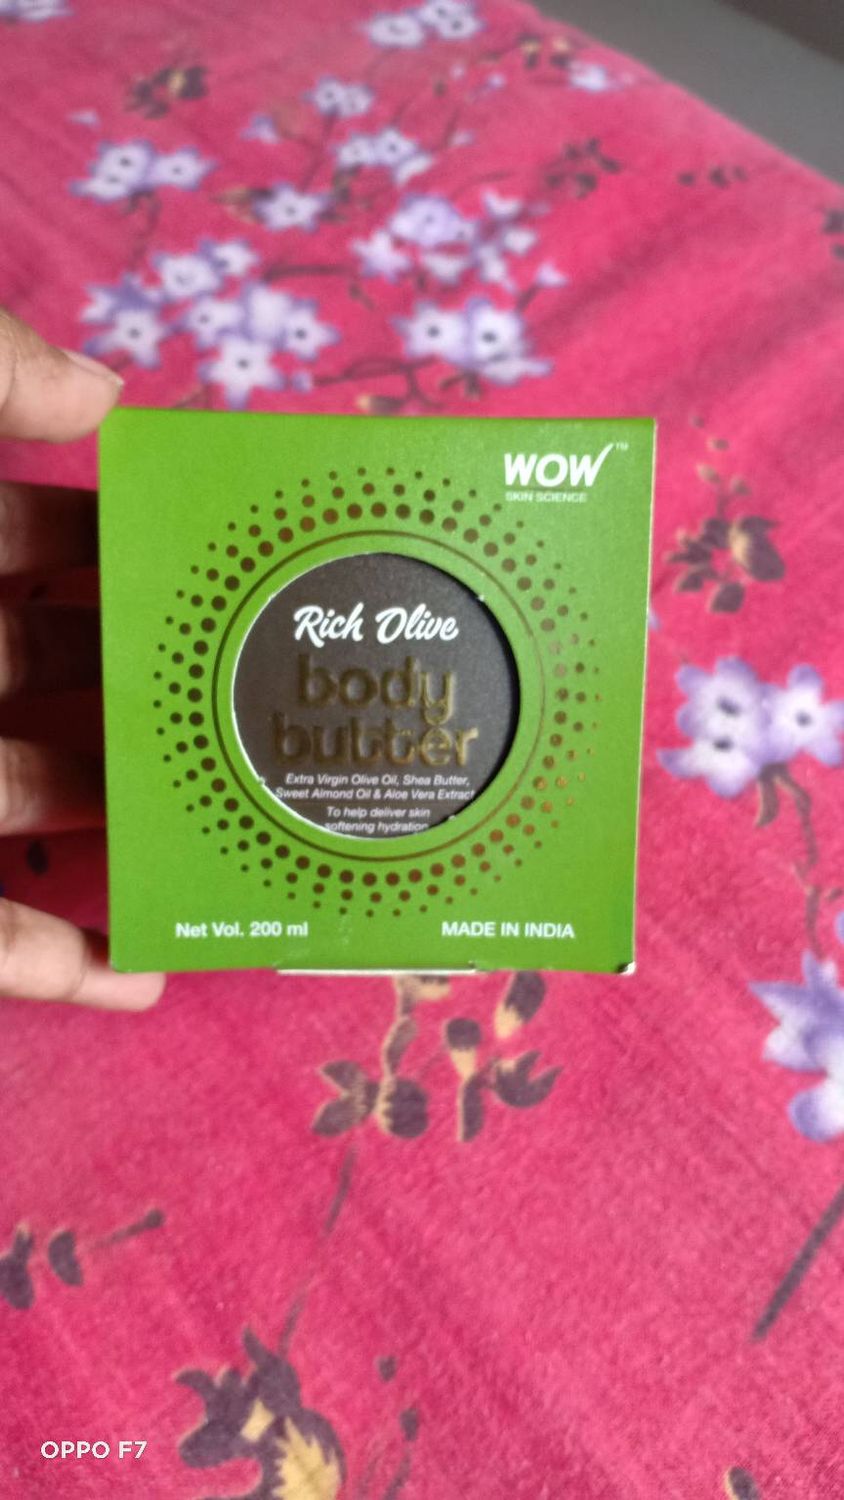 WOW™
SKIN SCIENCE
Rich Olive
body
butter
Extra Virgin Olive Oil, Shea Butter,
Sweet Almond Oil & Aloe Vera Extract
To help deliver skin
softening hydration
Net Vol. 200 ml
MADE IN INDIA
OPPO F7